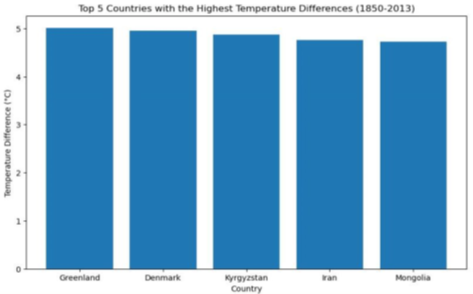 Top 5 Countries with the Highest Temperature Differences (1850-2013)
Temperature Difference (°C)
5
4
3
2
1
0
Greenland Denmark Kyrgyzstan Iran Mongolia
Country